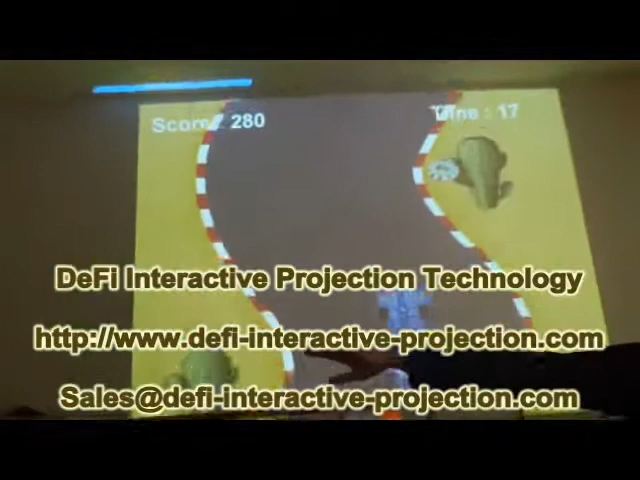 Score : 280
Time : 17
DeFi Interactive Projection Technology
http://www.defi-interactive-projection.com
Sales@defi-interactive-projection.com